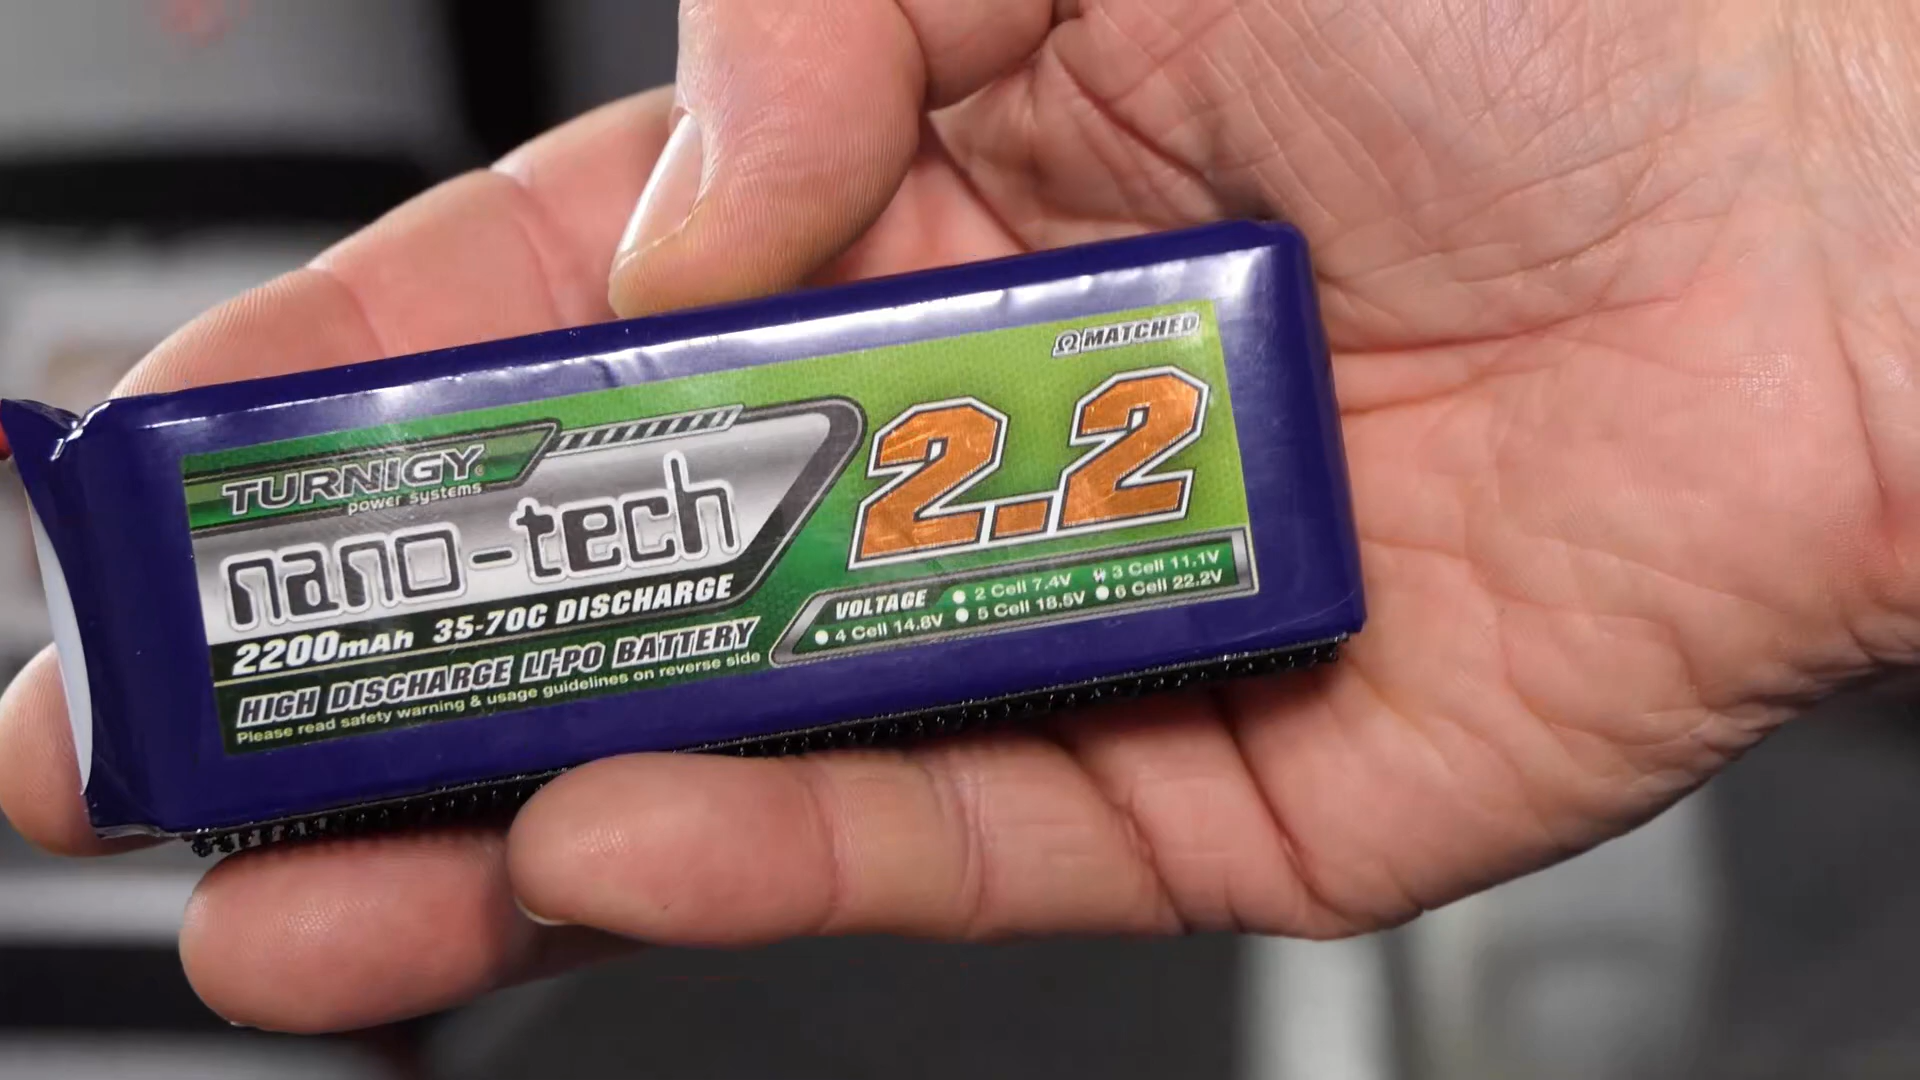 Ω MATCHED
TURNIGY
power systems
nano-tech
2.2
2200mAh 35-70C DISCHARGE
HIGH DISCHARGE LI-PO BATTERY
Please read safety warning & usage guidelines on reverse side
VOLTAGE
2 Cell 7.4V
3 Cell 11.1V
4 Cell 14.8V
5 Cell 18.5V
6 Cell 22.2V